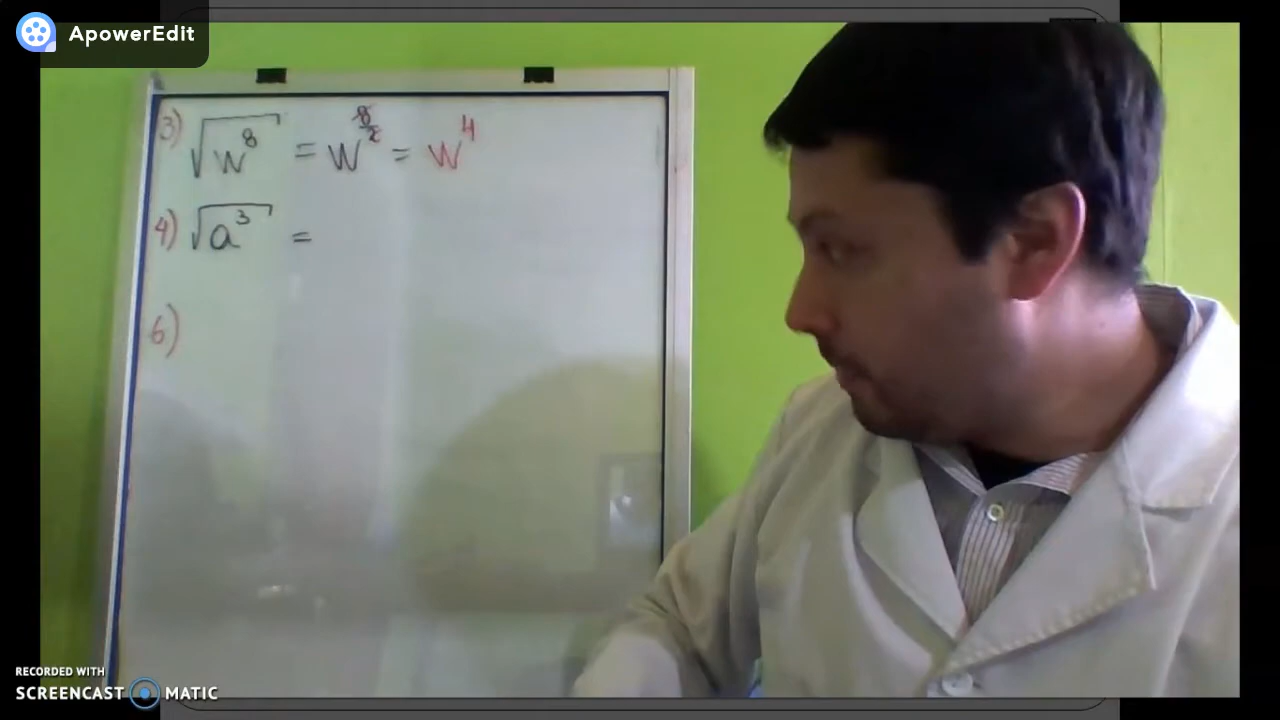 ApowerEdit
3) √w⁸ = w^8/2 = w⁴
4) √a³ =
6)
RECORDED WITH
SCREENCAST MATIC